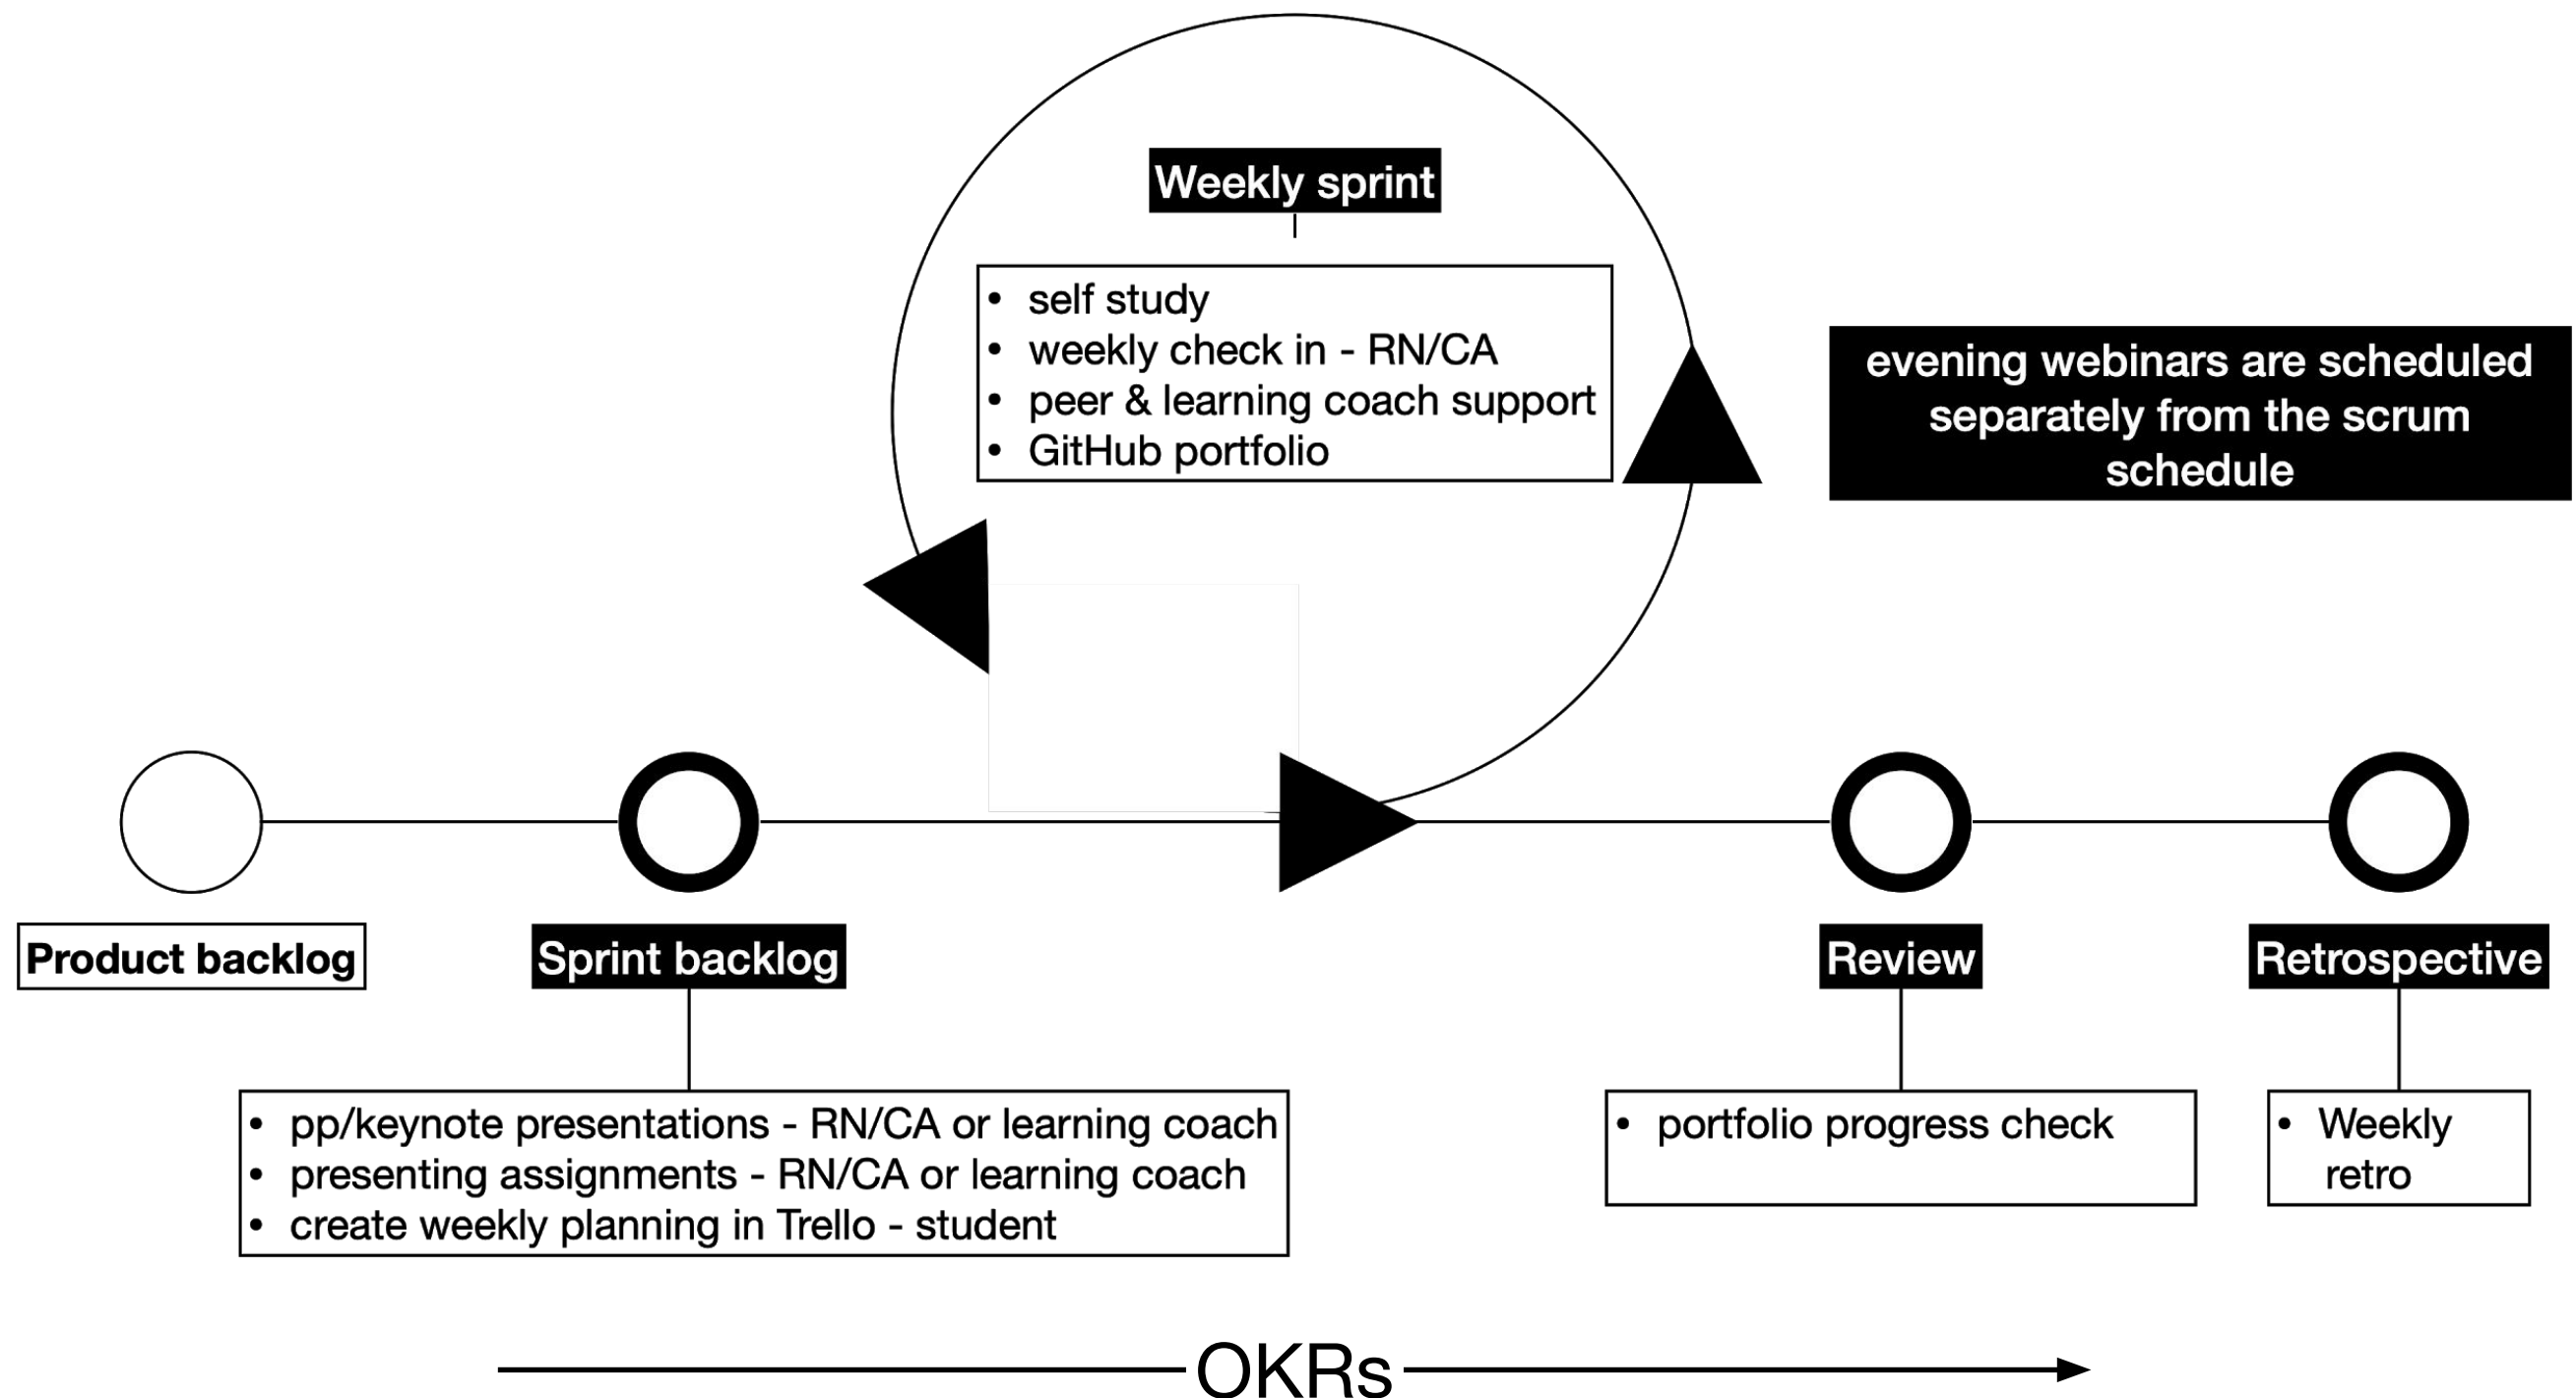 Weekly sprint
• self study
• weekly check in - RN/CA
• peer & learning coach support
• GitHub portfolio
evening webinars are scheduled
separately from the scrum
schedule
Product backlog
Sprint backlog
Review
Retrospective
• pp/keynote presentations - RN/CA or learning coach
• presenting assignments - RN/CA or learning coach
• create weekly planning in Trello - student
• portfolio progress check
• Weekly
retro
OKRs